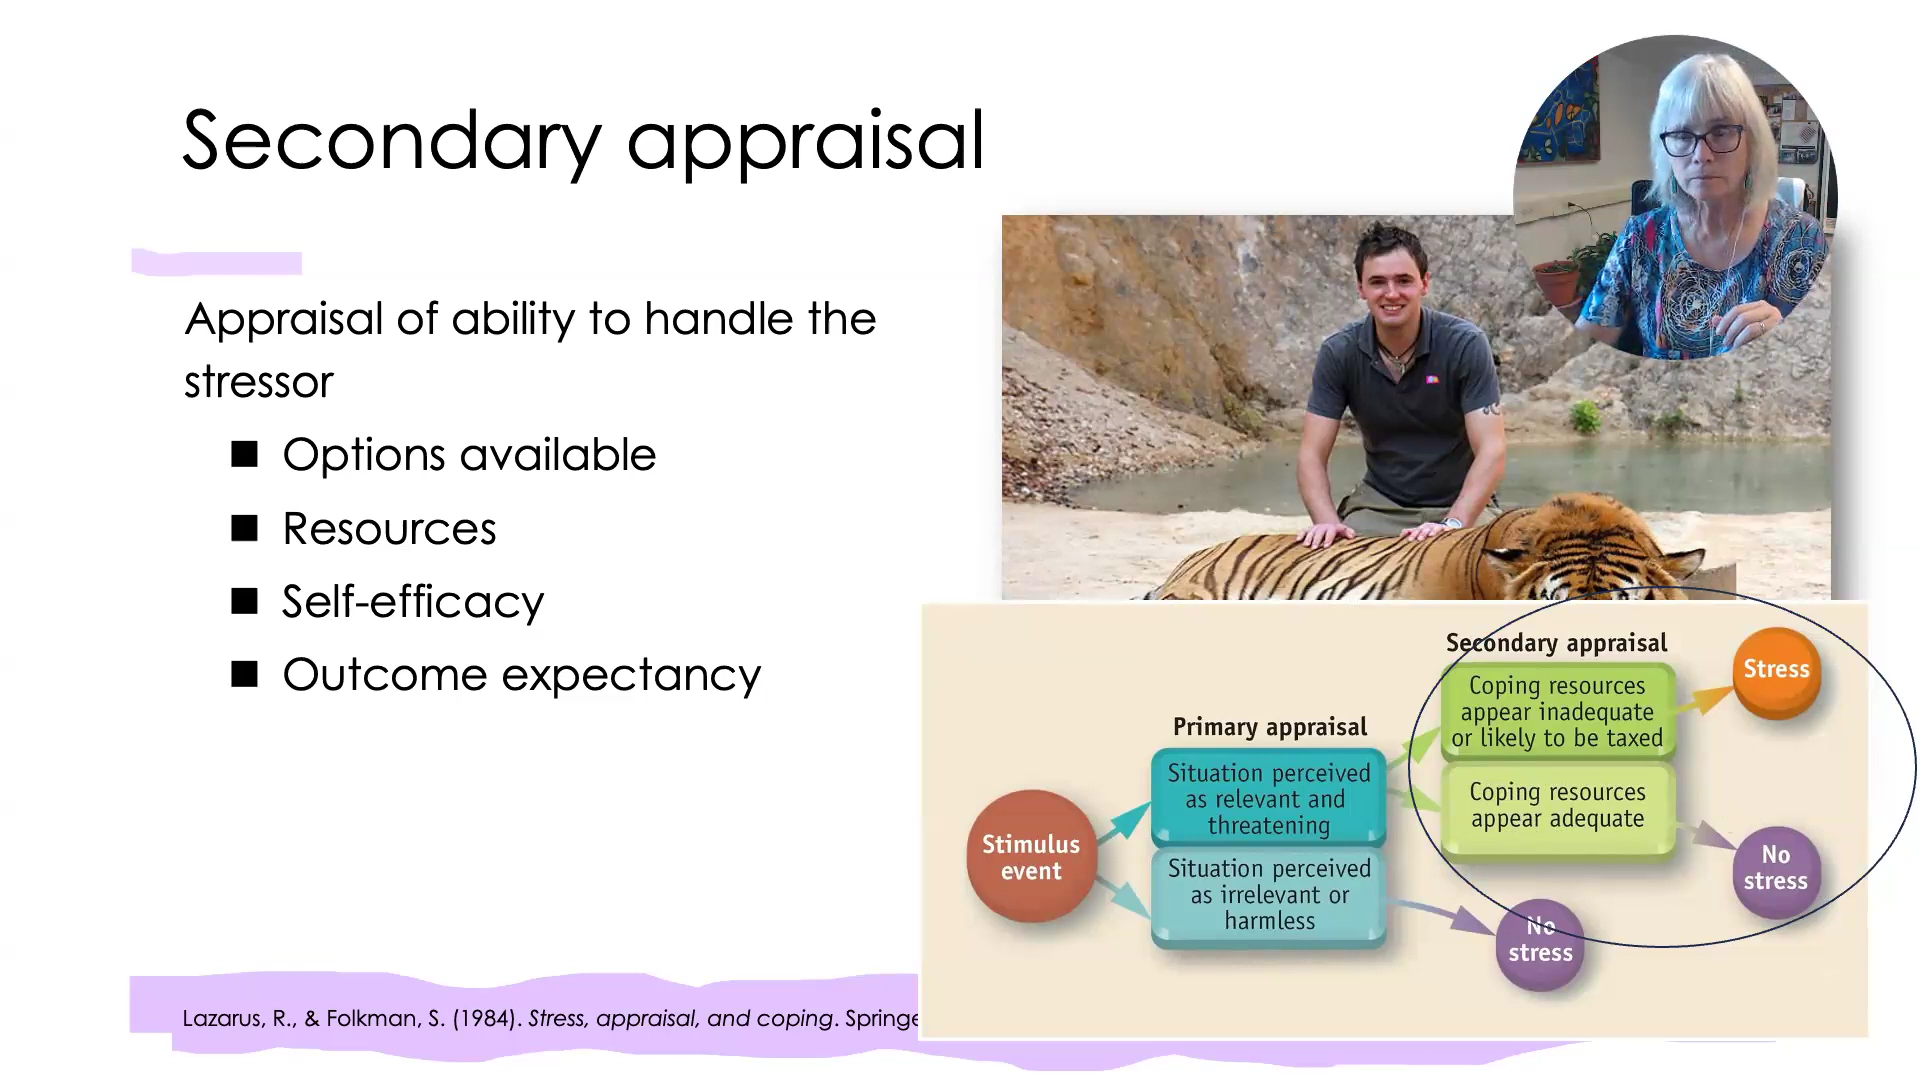 Secondary appraisal
Appraisal of ability to handle the
stressor
■ Options available
■ Resources
■ Self-efficacy
■ Outcome expectancy
Secondary appraisal
Coping resources
appear inadequate
or likely to be taxed
Stress
Primary appraisal
Situation perceived
as relevant and
threatening
Coping resources
appear adequate
Stimulus
event
Situation perceived
as irrelevant or
harmless
No
stress
No
stress
Lazarus, R., & Folkman, S. (1984). Stress, appraisal, and coping.